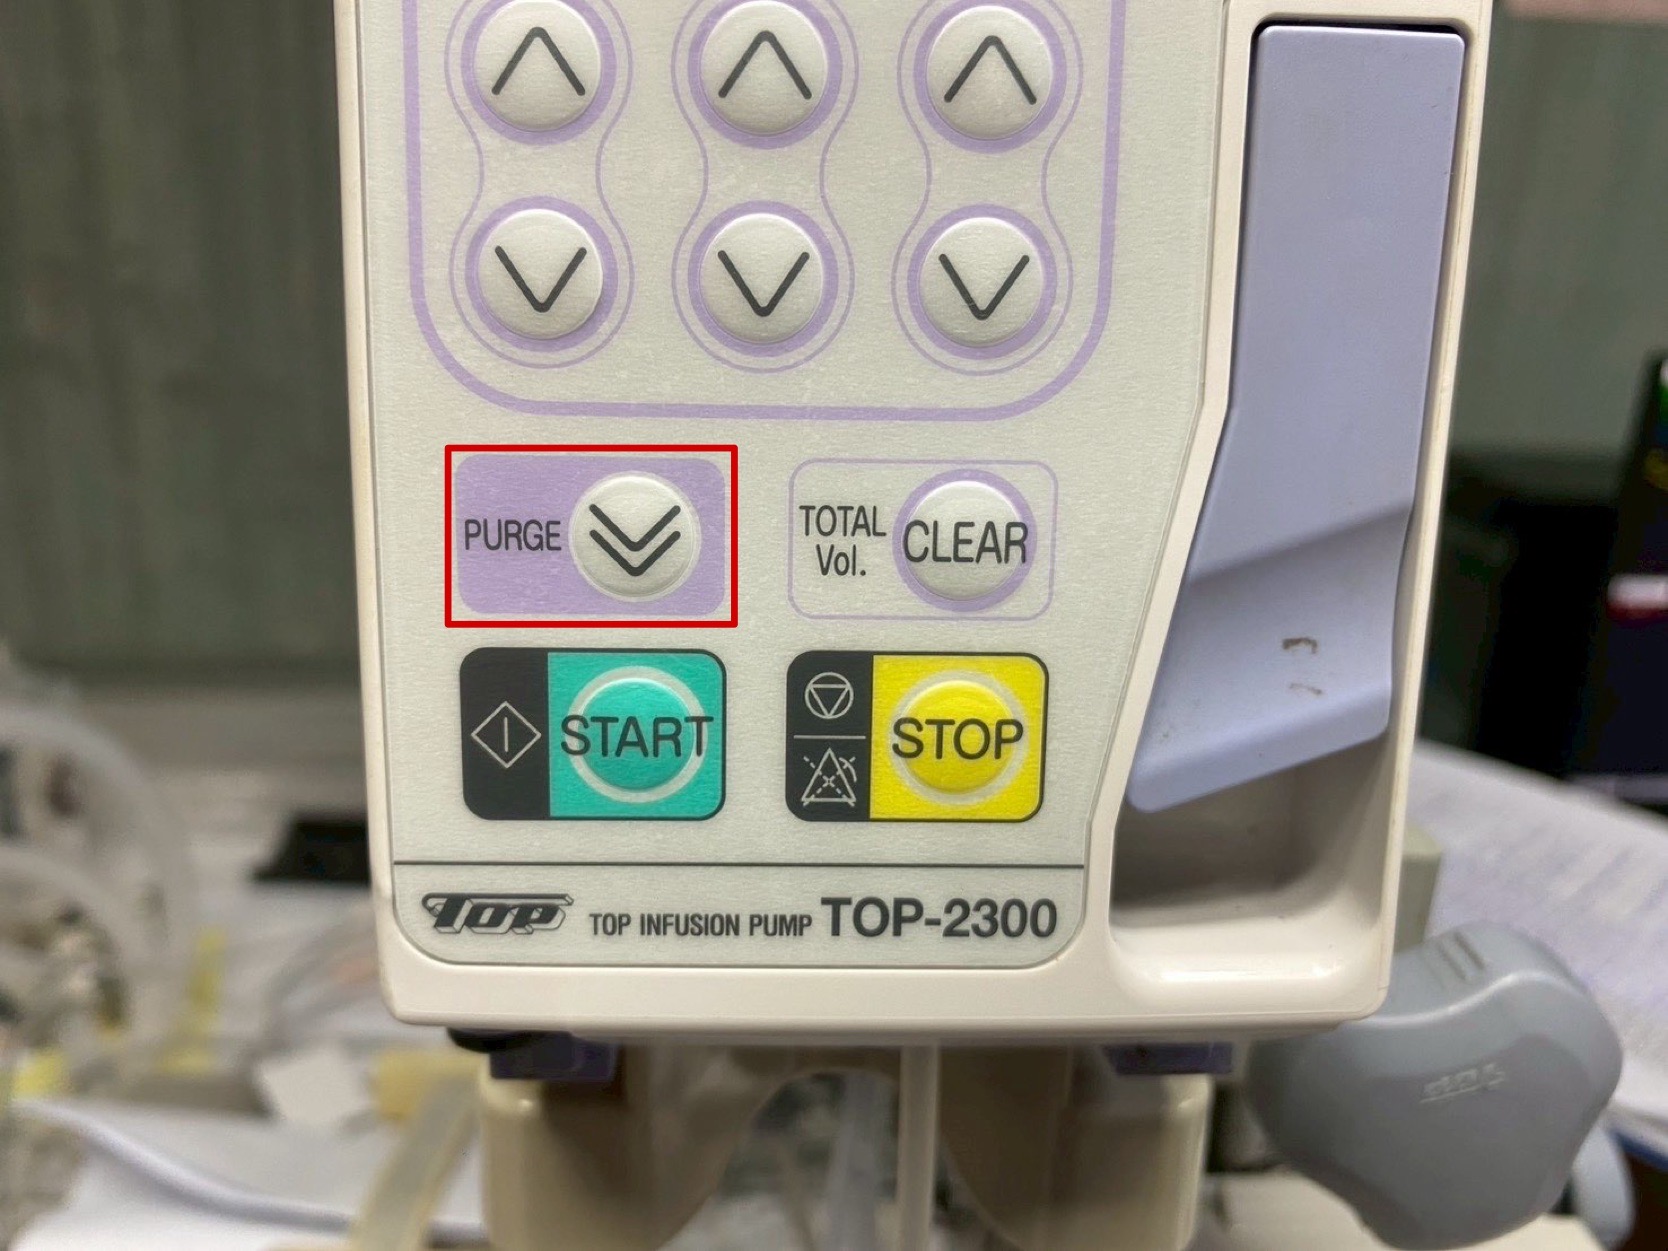 PURGE
TOTAL
Vol.
CLEAR
START
STOP
Top
TOP INFUSION PUMP TOP-2300